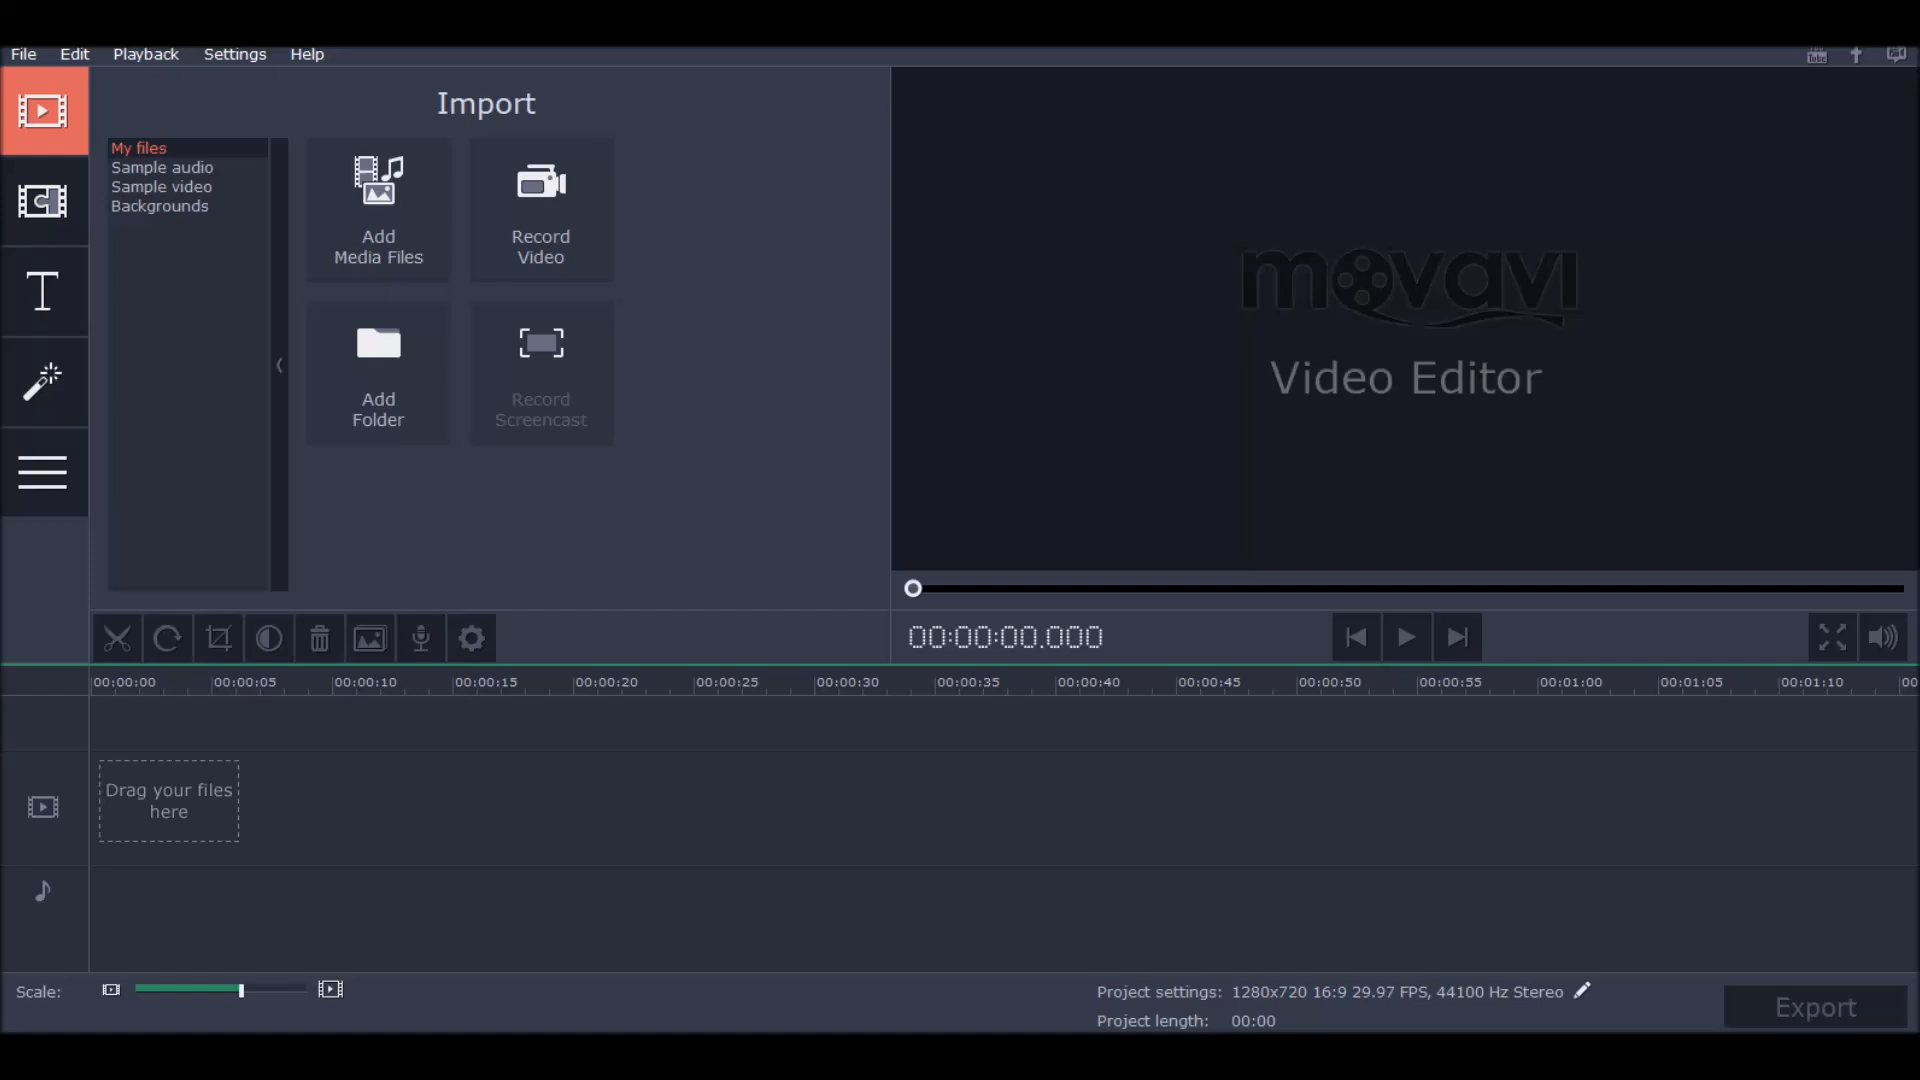 File Edit Playback Settings Help
You Tube
Import
My files
Sample audio
Sample video
Backgrounds
Add
Media Files
Record
Video
Add
Folder
Record
Screencast
movavi
Video Editor
00:00:00.000
00:00:00 00:00:05 00:00:10 00:00:15 00:00:20 00:00:25 00:00:30 00:00:35 00:00:40 00:00:45 00:00:50 00:00:55 00:01:00 00:01:05 00:01:10 00
Drag your files
here
Scale:
Project settings: 1280x720 16:9 29.97 FPS, 44100 Hz Stereo
Project length: 00:00
Export